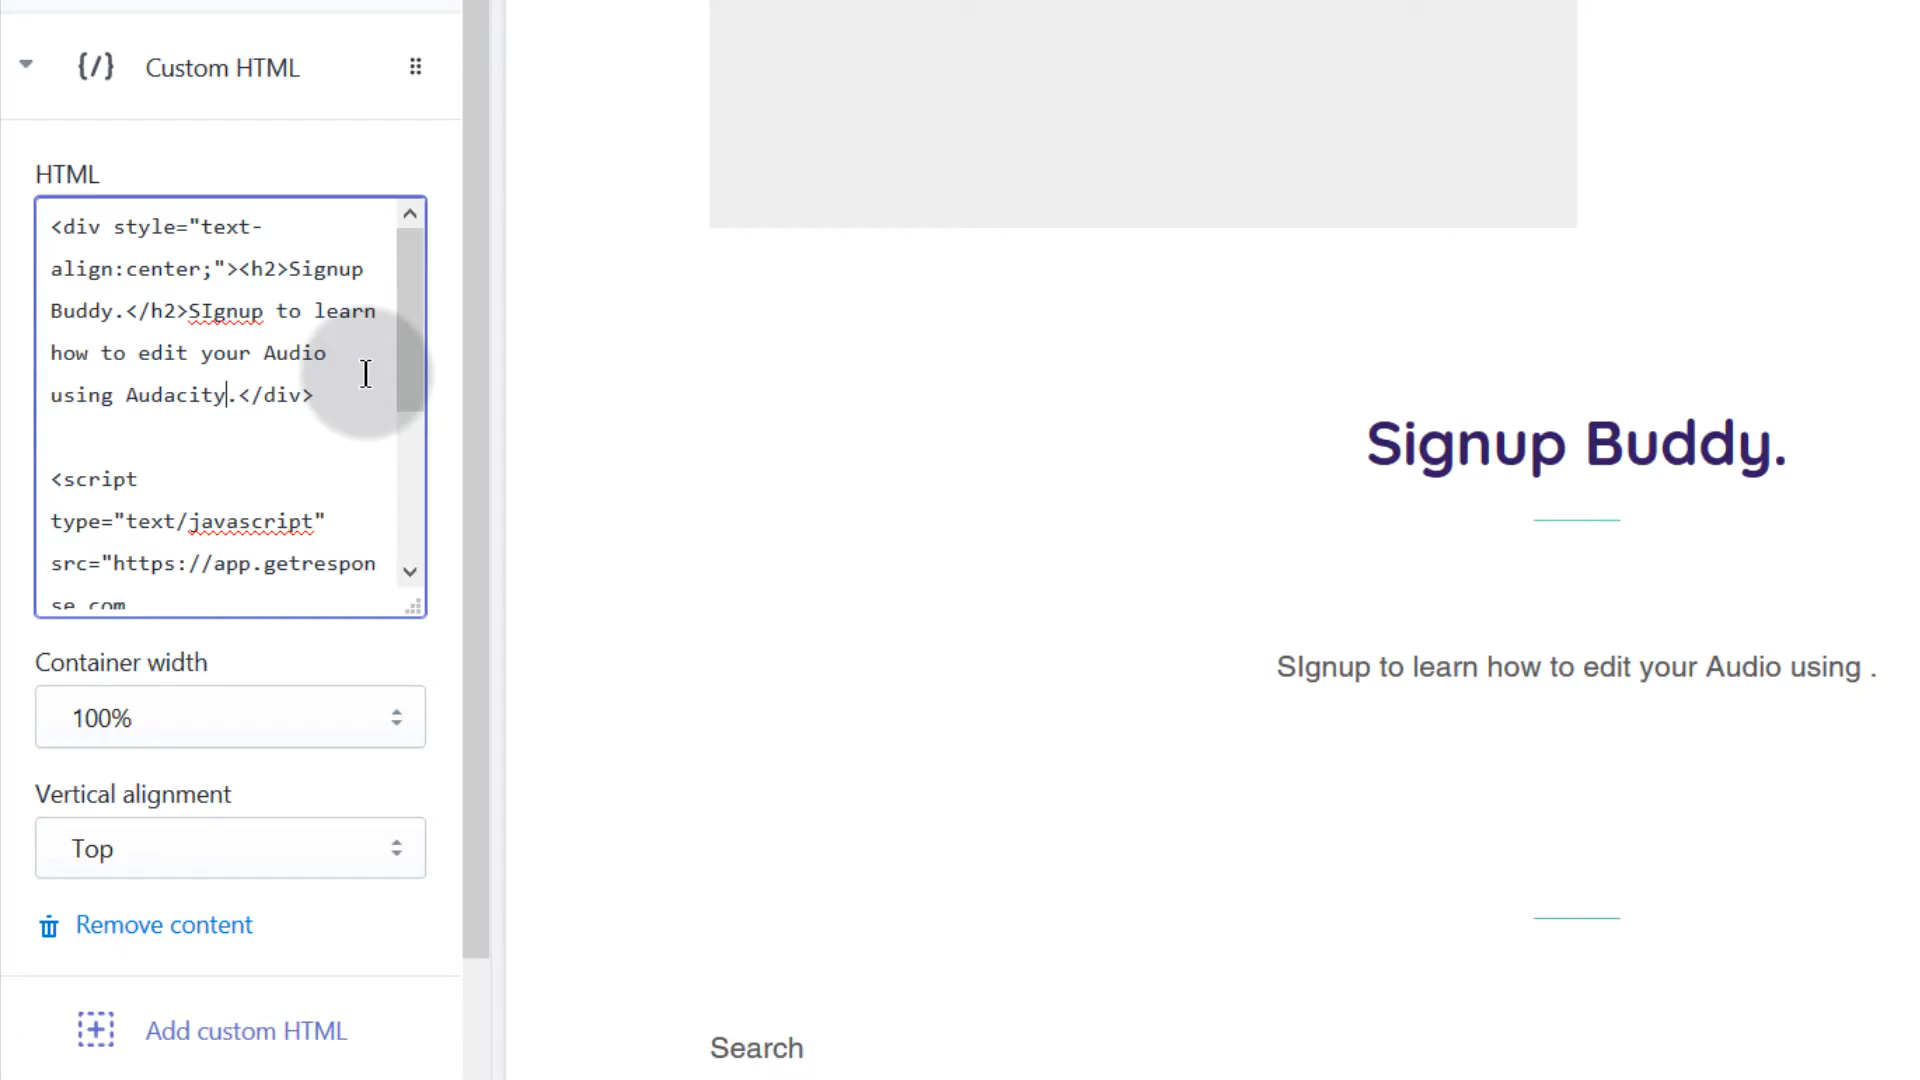 {/} Custom HTML
HTML
<div style="text-
align:center;"><h2>Signup
Buddy.</h2>SIgnup to learn
how to edit your Audio
using Audacity.</div>
<script
type="text/javascript"
src="https://app.getrespon
se.com
Container width
100%
Vertical alignment
Top
Remove content
Add custom HTML
Signup Buddy.
SIgnup to learn how to edit your Audio using .
Search